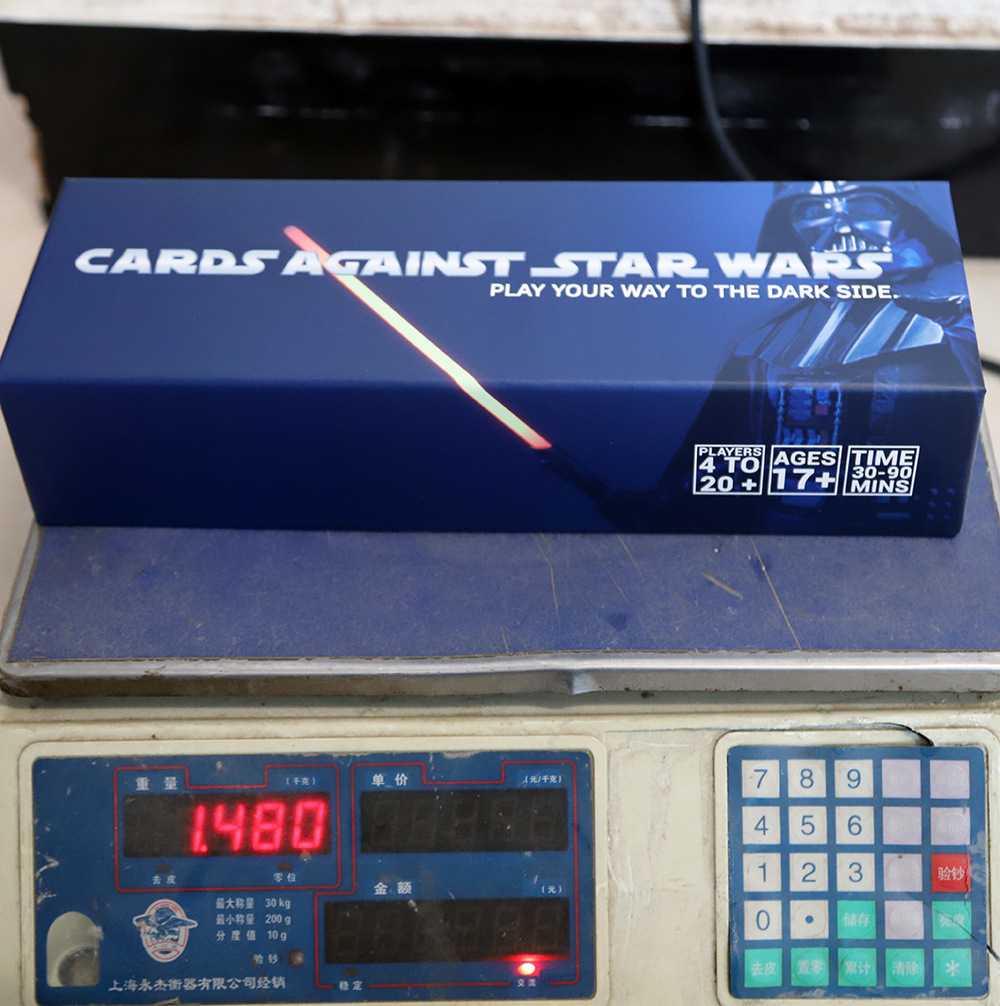 CARDS AGAINST STAR WARS
PLAY YOUR WAY TO THE DARK SIDE.
PLAYERS
4 TO
20 +
AGES
17+
TIME
30-90
MINS
重量 (千克)
1.480
去皮 零位
单价 (元/千克)
金额 (元)
最大称量 30 kg
最小称量 200 g
分度值 10 g
验钞
稳定 交流
上海永杰衡器有限公司经销
7 8 9
4 5 6
1 2 3 验钞
0 • 储存 亮度
去皮 置零 累计 清除 *